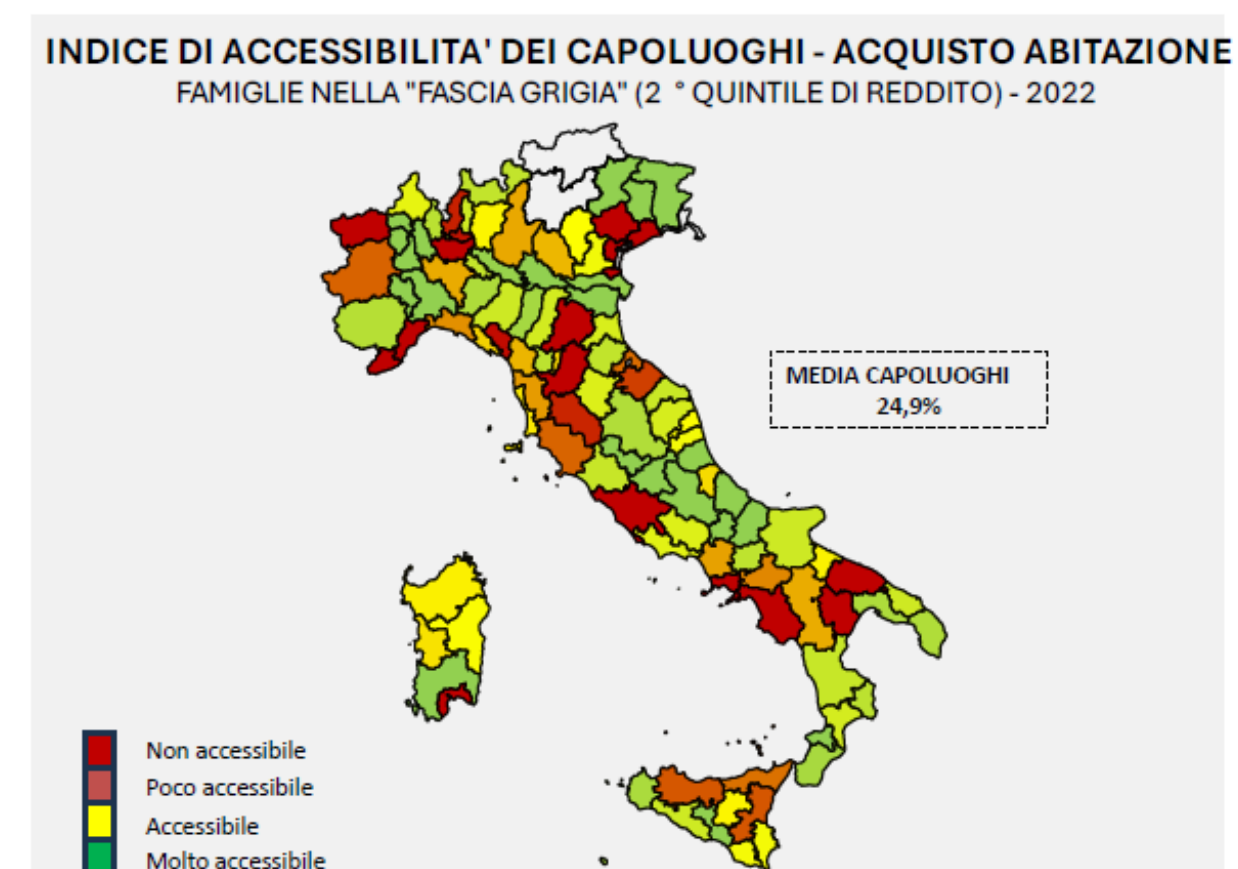 INDICE DI ACCESSIBILITA' DEI CAPOLUOGHI - ACQUISTO ABITAZIONE
FAMIGLIE NELLA "FASCIA GRIGIA" (2 ° QUINTILE DI REDDITO) - 2022
MEDIA CAPOLUOGHI
24,9%
Non accessibile
Poco accessibile
Accessibile
Molto accessibile